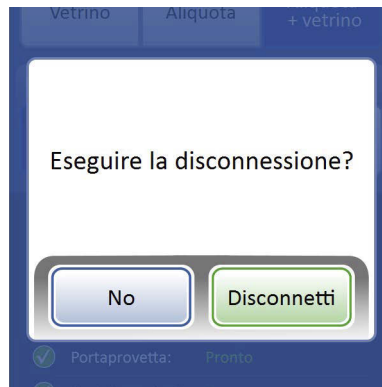 Vetrino Aliquota
+ vetrino
Eseguire la disconnessione?
No Disconnetti
Portaprovetta: Pronto